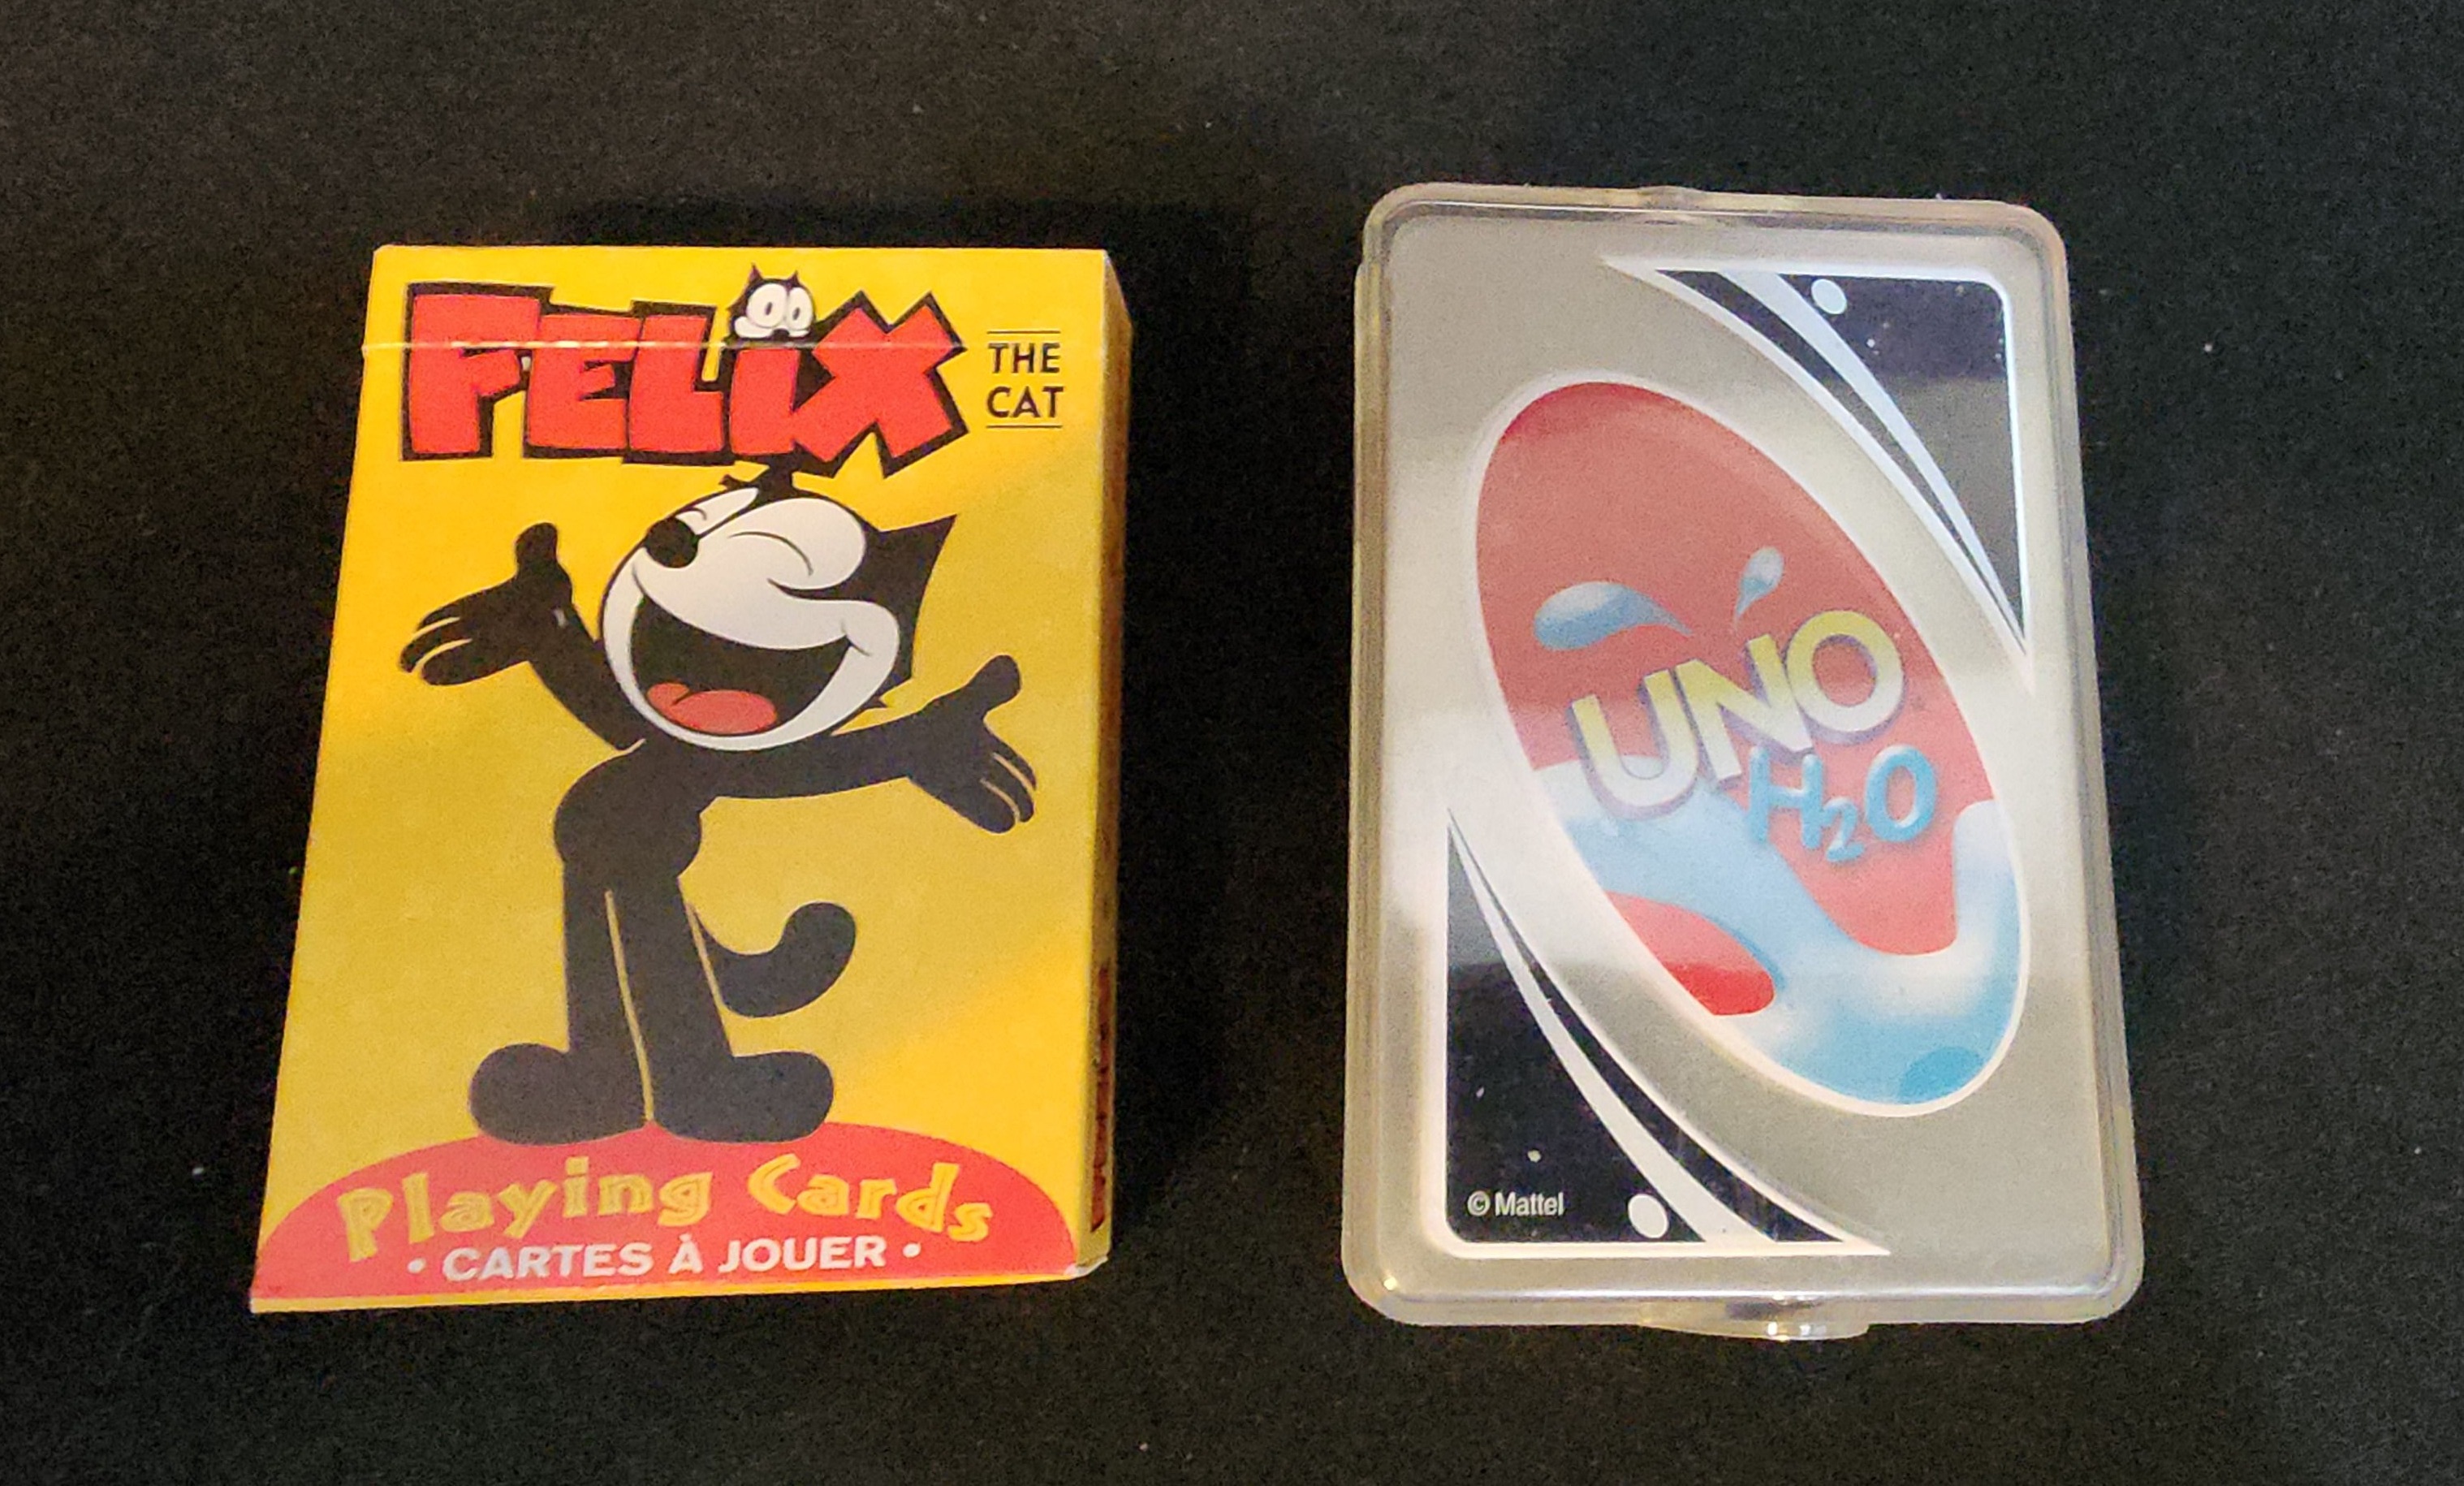 FELiX
THE
CAT
Playing Cards
• CARTES À JOUER •
UNO
H₂O
© Mattel